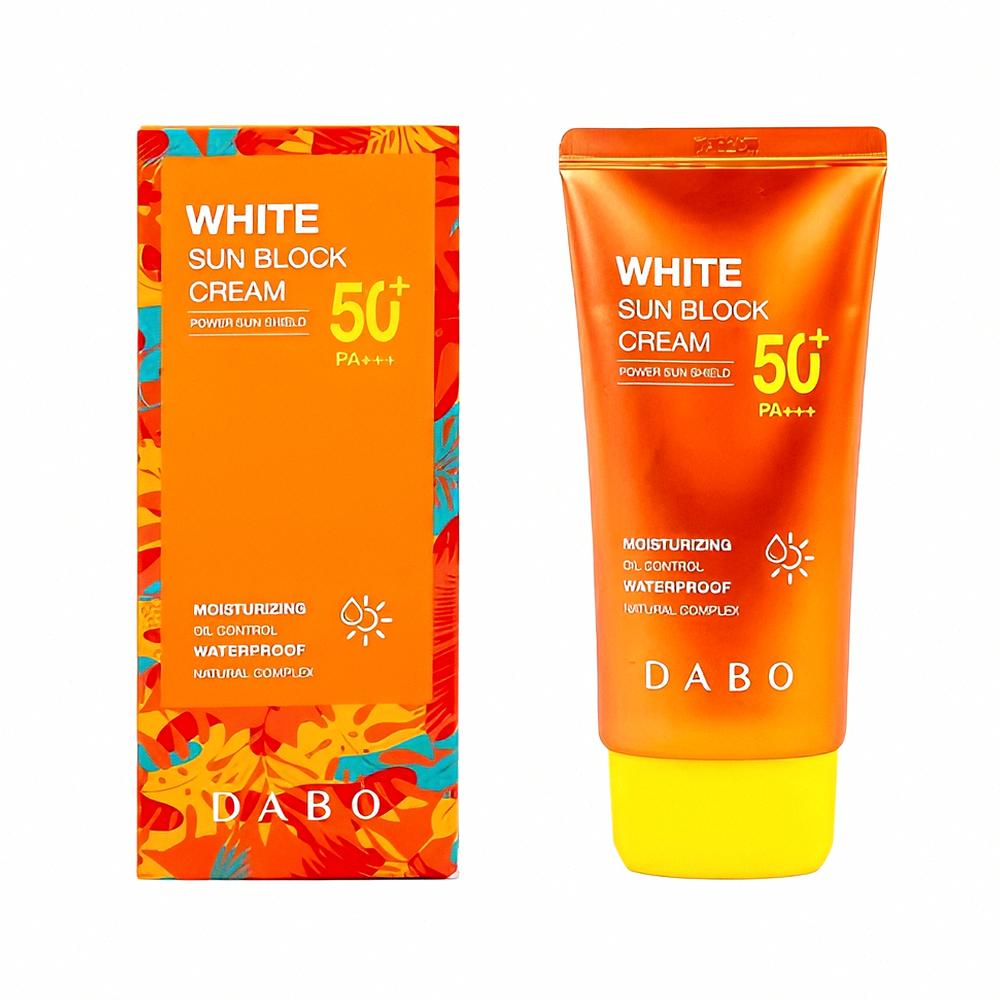 WHITE
SUN BLOCK
CREAM
POWER SUN SHIELD
50+
PA+++
MOISTURIZING
OIL CONTROL
WATERPROOF
NATURAL COMPLEX
DABO
WHITE
SUN BLOCK
CREAM
POWER SUN SHIELD
50+
PA+++
MOISTURIZING
OIL CONTROL
WATERPROOF
NATURAL COMPLEX
DABO